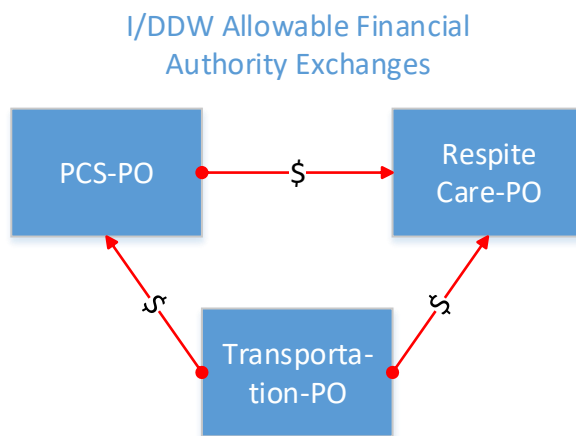 I/DDW Allowable Financial
Authority Exchanges
PCS-PO
$
Respite
Care-PO
$
$
Transporta-
tion-PO